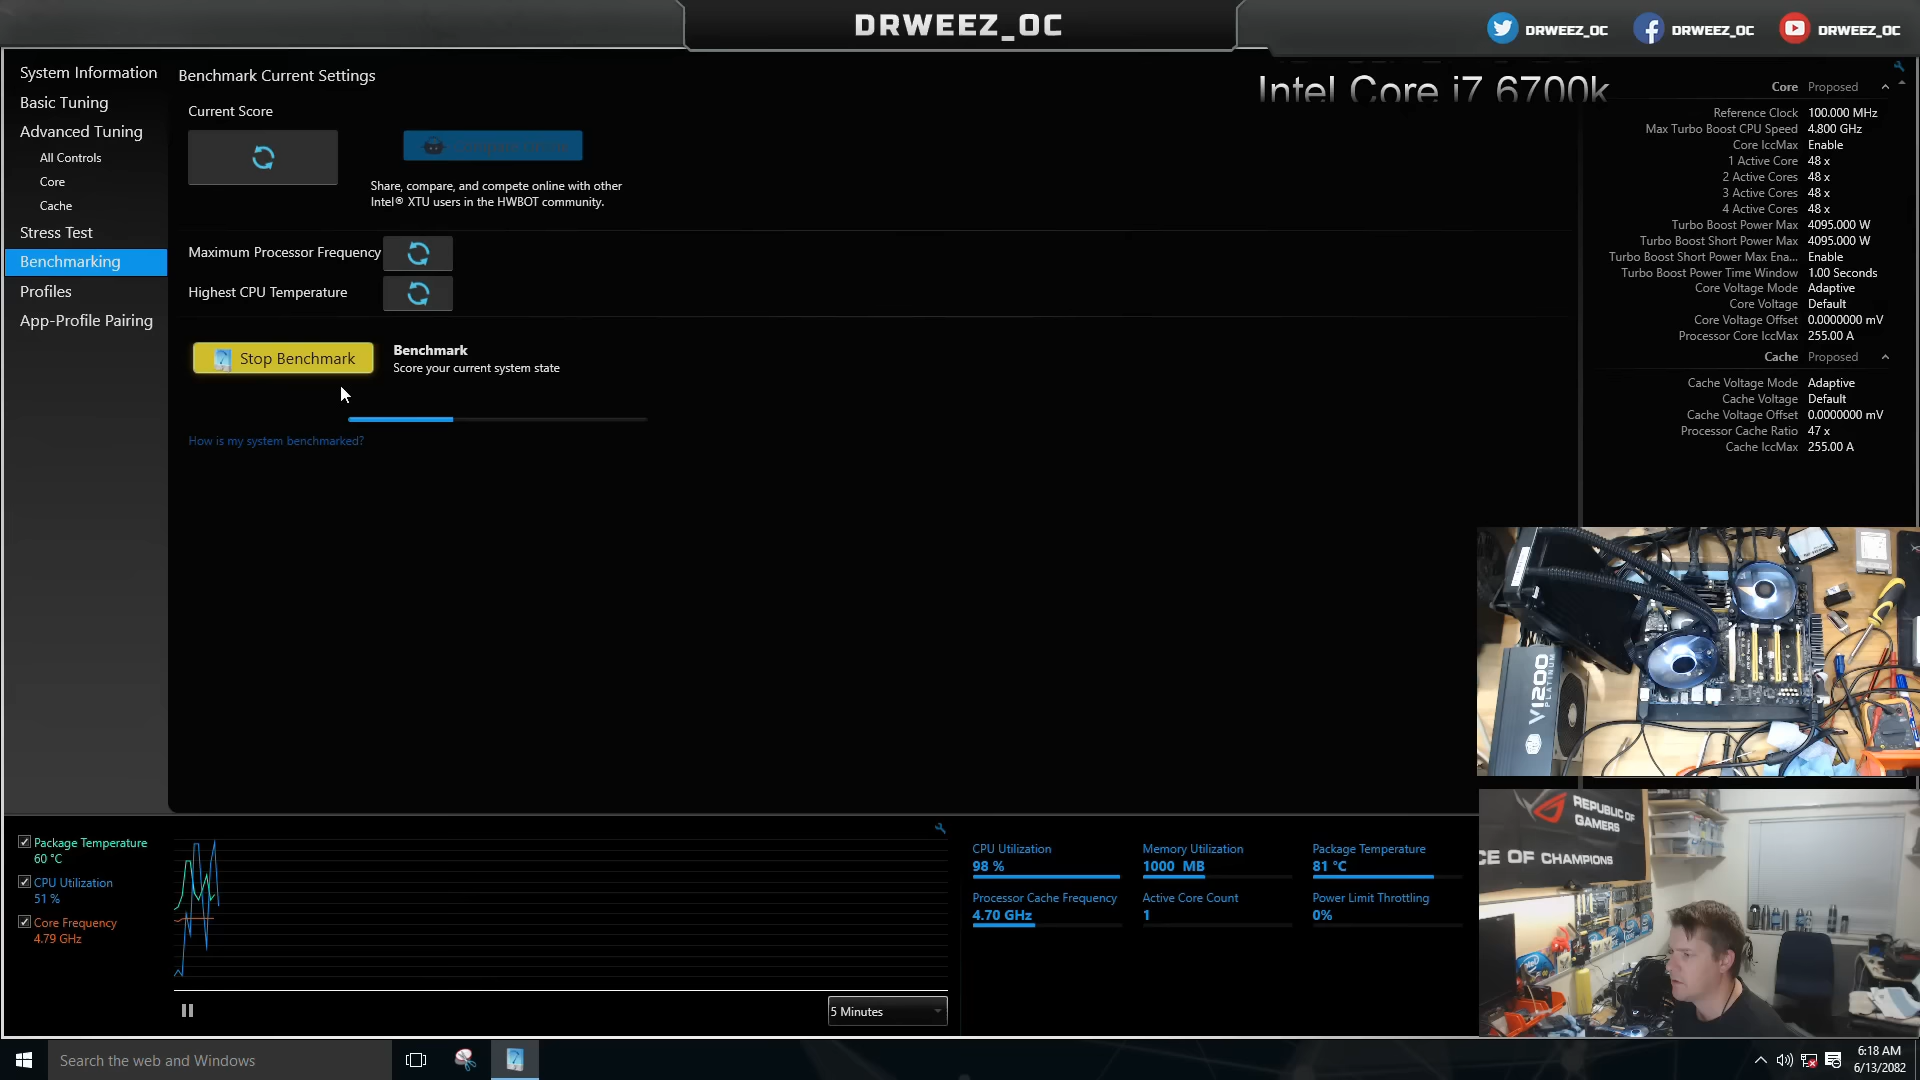 DRWEEZ_OC
DRWEEZ_OC
DRWEEZ_OC
DRWEEZ_OC
System Information
Basic Tuning
Advanced Tuning
All Controls
Core
Cache
Stress Test
Benchmarking
Profiles
App-Profile Pairing
Benchmark Current Settings
Current Score
Share, compare, and compete online with other
Intel® XTU users in the HWBOT community.
Maximum Processor Frequency
Highest CPU Temperature
Stop Benchmark
Benchmark
Score your current system state
How is my system benchmarked?
Intel Core i7 6700k
Core Proposed
Reference Clock 100.000 MHz
Max Turbo Boost CPU Speed 4.800 GHz
Core IccMax Enable
1 Active Core 48 x
2 Active Cores 48 x
3 Active Cores 48 x
4 Active Cores 48 x
Turbo Boost Power Max 4095.000 W
Turbo Boost Short Power Max 4095.000 W
Turbo Boost Short Power Max Ena... Enable
Turbo Boost Power Time Window 1.00 Seconds
Core Voltage Mode Adaptive
Core Voltage Default
Core Voltage Offset 0.0000000 mV
Processor Core IccMax 255.00 A
Cache Proposed
Cache Voltage Mode Adaptive
Cache Voltage Default
Cache Voltage Offset 0.0000000 mV
Processor Cache Ratio 47 x
Cache IccMax 255.00 A
V1200
PLATINUM
REPUBLIC OF
GAMERS
CE OF CHAMPIONS
Package Temperature
60 °C
CPU Utilization
51 %
Core Frequency
4.79 GHz
5 Minutes
CPU Utilization
98 %
Memory Utilization
1000 MB
Package Temperature
81 °C
Processor Cache Frequency
4.70 GHz
Active Core Count
1
Power Limit Throttling
0%
Search the web and Windows
6:18 AM
6/13/2082